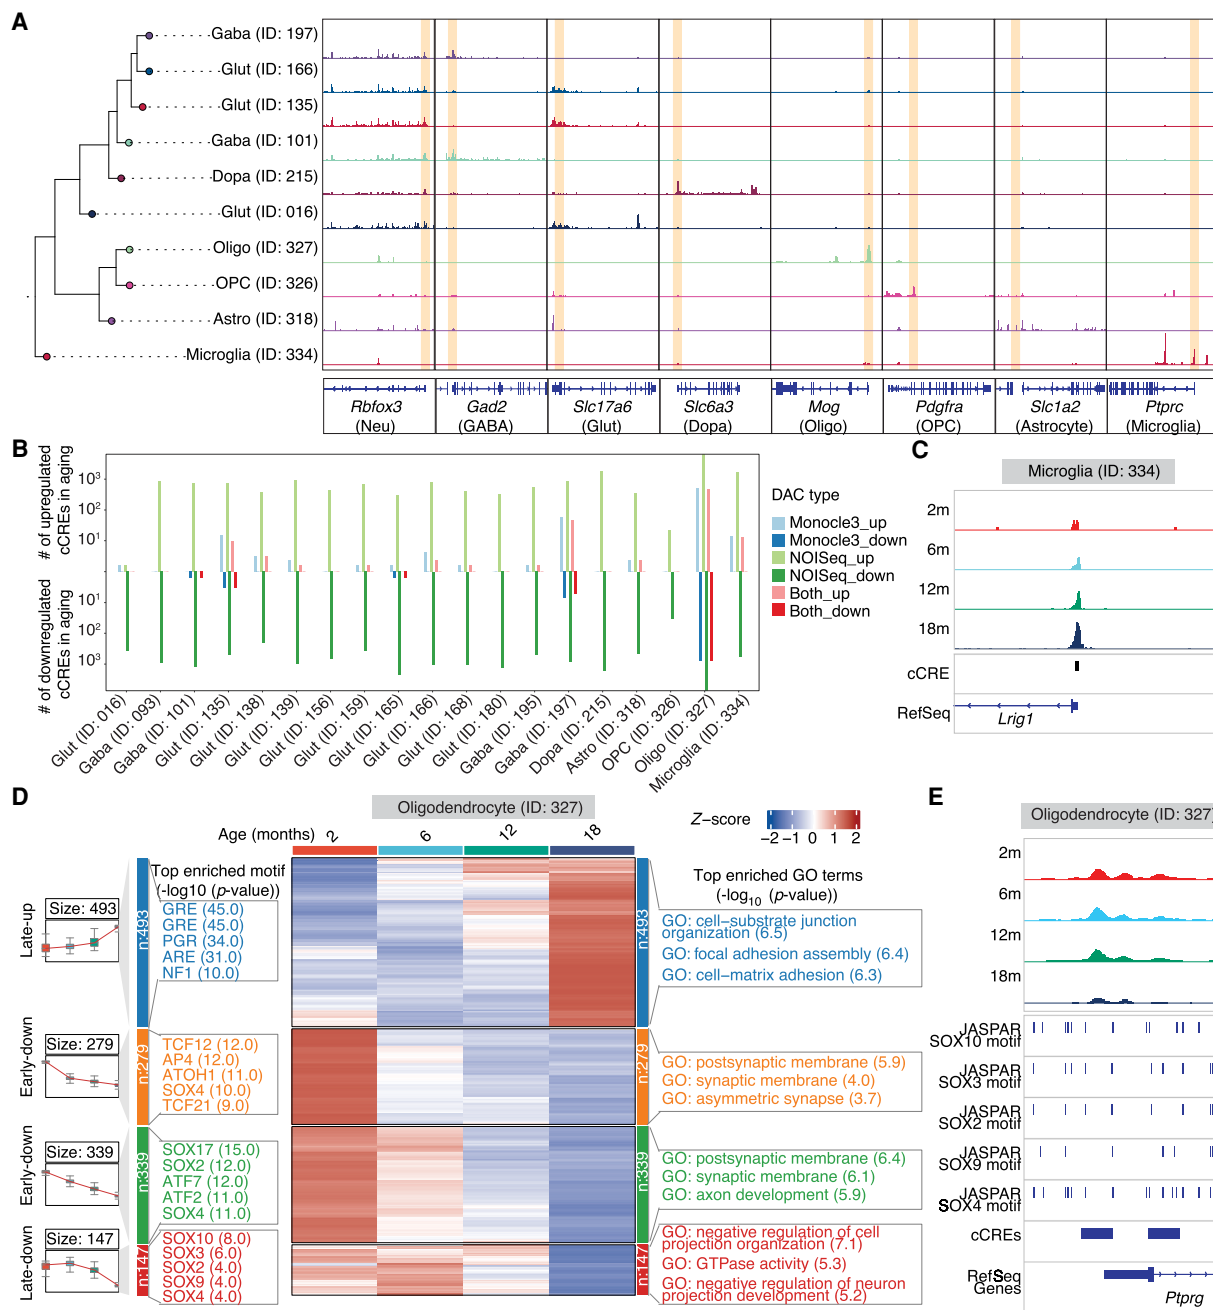 A
Gaba (ID: 197)
Glut (ID: 166)
Glut (ID: 135)
Gaba (ID: 101)
Dopa (ID: 215)
Glut (ID: 016)
Oligo (ID: 327)
OPC (ID: 326)
Astro (ID: 318)
Microglia (ID: 334)
Rbfox3 Gad2 Slc17a6 Slc6a3 Mog Pdgfra Slc1a2 Ptprc
(Neu) (GABA) (Glut) (Dopa) (Oligo) (OPC) (Astrocyte) (Microglia)
B
# of upregulated
cCREs in aging
# of downregulated
cCREs in aging
10³
10²
10¹
10¹
10²
10³
Glut (ID: 016)
Gaba (ID: 093)
Gaba (ID: 101)
Glut (ID: 135)
Glut (ID: 138)
Glut (ID: 139)
Glut (ID: 156)
Glut (ID: 159)
Glut (ID: 165)
Glut (ID: 166)
Glut (ID: 168)
Glut (ID: 180)
Gaba (ID: 195)
Gaba (ID: 197)
Dopa (ID: 215)
Astro (ID: 318)
OPC (ID: 326)
Oligo (ID: 327)
Microglia (ID: 334)
DAC type
Monocle3_up
Monocle3_down
NOISeq_up
NOISeq_down
Both_up
Both_down
C
Microglia (ID: 334)
2m
6m
12m
18m
cCRE
RefSeq
Lrig1
D
Oligodendrocyte (ID: 327)
Age (months) 2 6 12 18
Z−score
−2 −1 0 1 2
Top enriched motif
(-log10 (p-value))
Top enriched GO terms
(-log₁₀ (p-value))
Late-up
Size: 493
n:493
GRE (45.0)
GRE (45.0)
PGR (34.0)
ARE (31.0)
NF1 (10.0)
n:493
GO: cell−substrate junction
organization (6.5)
GO: focal adhesion assembly (6.4)
GO: cell−matrix adhesion (6.3)
Early-down
Size: 279
n:279
TCF12 (12.0)
AP4 (12.0)
ATOH1 (11.0)
SOX4 (10.0)
TCF21 (9.0)
n:279
GO: postsynaptic membrane (5.9)
GO: synaptic membrane (4.0)
GO: asymmetric synapse (3.7)
Early-down
Size: 339
n:339
SOX17 (15.0)
SOX2 (12.0)
ATF7 (12.0)
ATF2 (11.0)
SOX4 (11.0)
n:339
GO: postsynaptic membrane (6.4)
GO: synaptic membrane (6.1)
GO: axon development (5.9)
Late-down
Size: 147
n:147
SOX10 (8.0)
SOX3 (6.0)
SOX2 (4.0)
SOX9 (4.0)
SOX4 (4.0)
n:147
GO: negative regulation of cell
projection organization (7.1)
GO: GTPase activity (5.3)
GO: negative regulation of neuron
projection development (5.2)
E
Oligodendrocyte (ID: 327)
2m
6m
12m
18m
JASPAR
SOX10 motif
JASPAR
SOX3 motif
JASPAR
SOX2 motif
JASPAR
SOX9 motif
JASPAR
SOX4 motif
cCREs
RefSeq
Genes
Ptprg